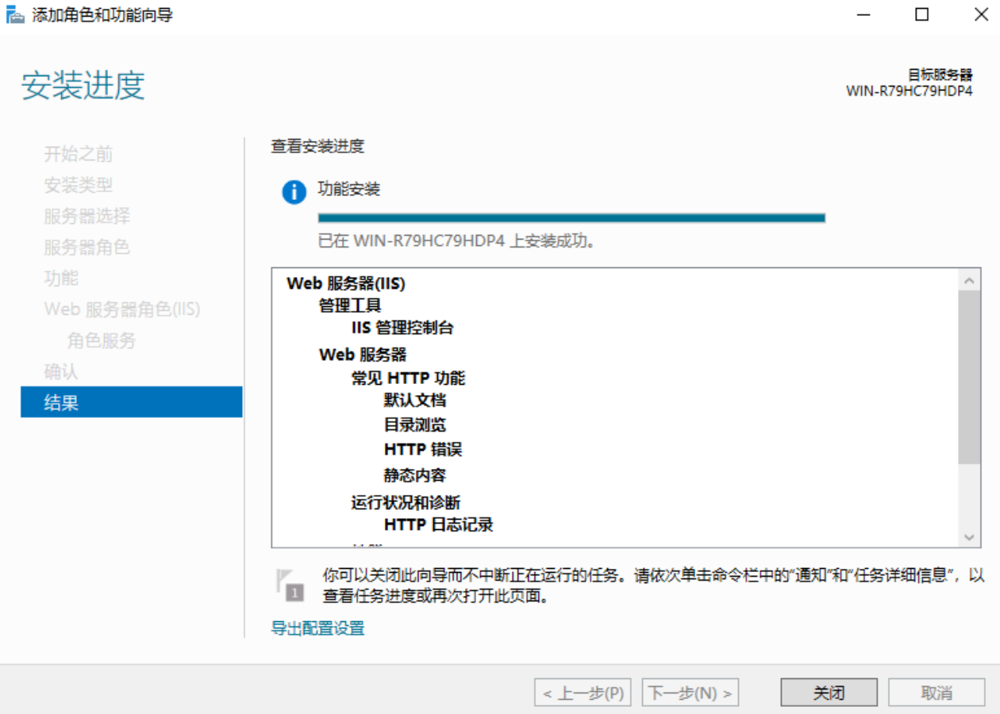 添加角色和功能向导
安装进度
目标服务器
WIN-R79HC79HDP4
开始之前
安装类型
服务器选择
服务器角色
功能
Web 服务器角色(IIS)
角色服务
确认
结果
查看安装进度
功能安装
已在 WIN-R79HC79HDP4 上安装成功。
Web 服务器(IIS)
管理工具
IIS 管理控制台
Web 服务器
常见 HTTP 功能
默认文档
目录浏览
HTTP 错误
静态内容
运行状况和诊断
HTTP 日志记录
1
你可以关闭此向导而不中断正在运行的任务。请依次单击命令栏中的“通知”和“任务详细信息”，以
查看任务进度或再次打开此页面。
导出配置设置
< 上一步(P)
下一步(N) >
关闭
取消